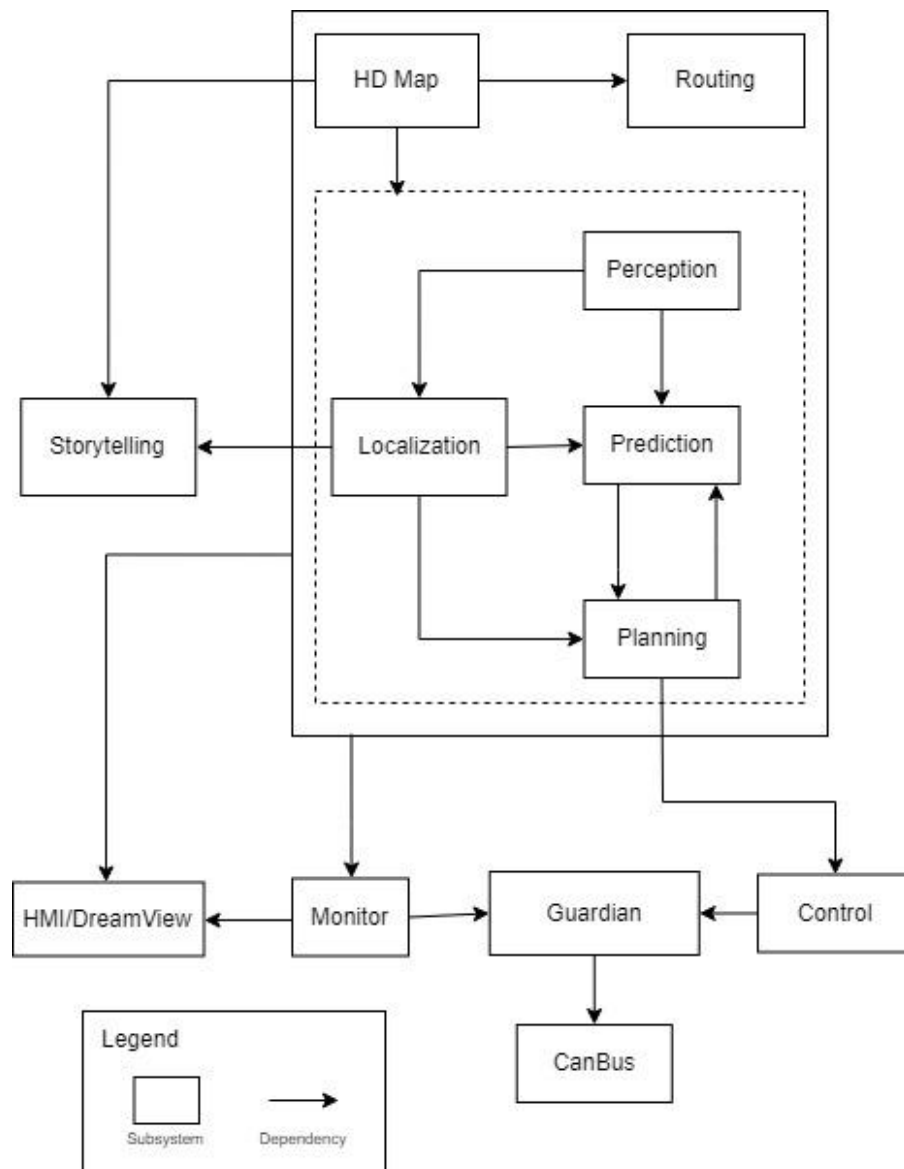 HD Map
Routing
Perception
Storytelling
Localization
Prediction
Planning
HMI/DreamView
Monitor
Guardian
Control
CanBus
Legend
Subsystem
Dependency